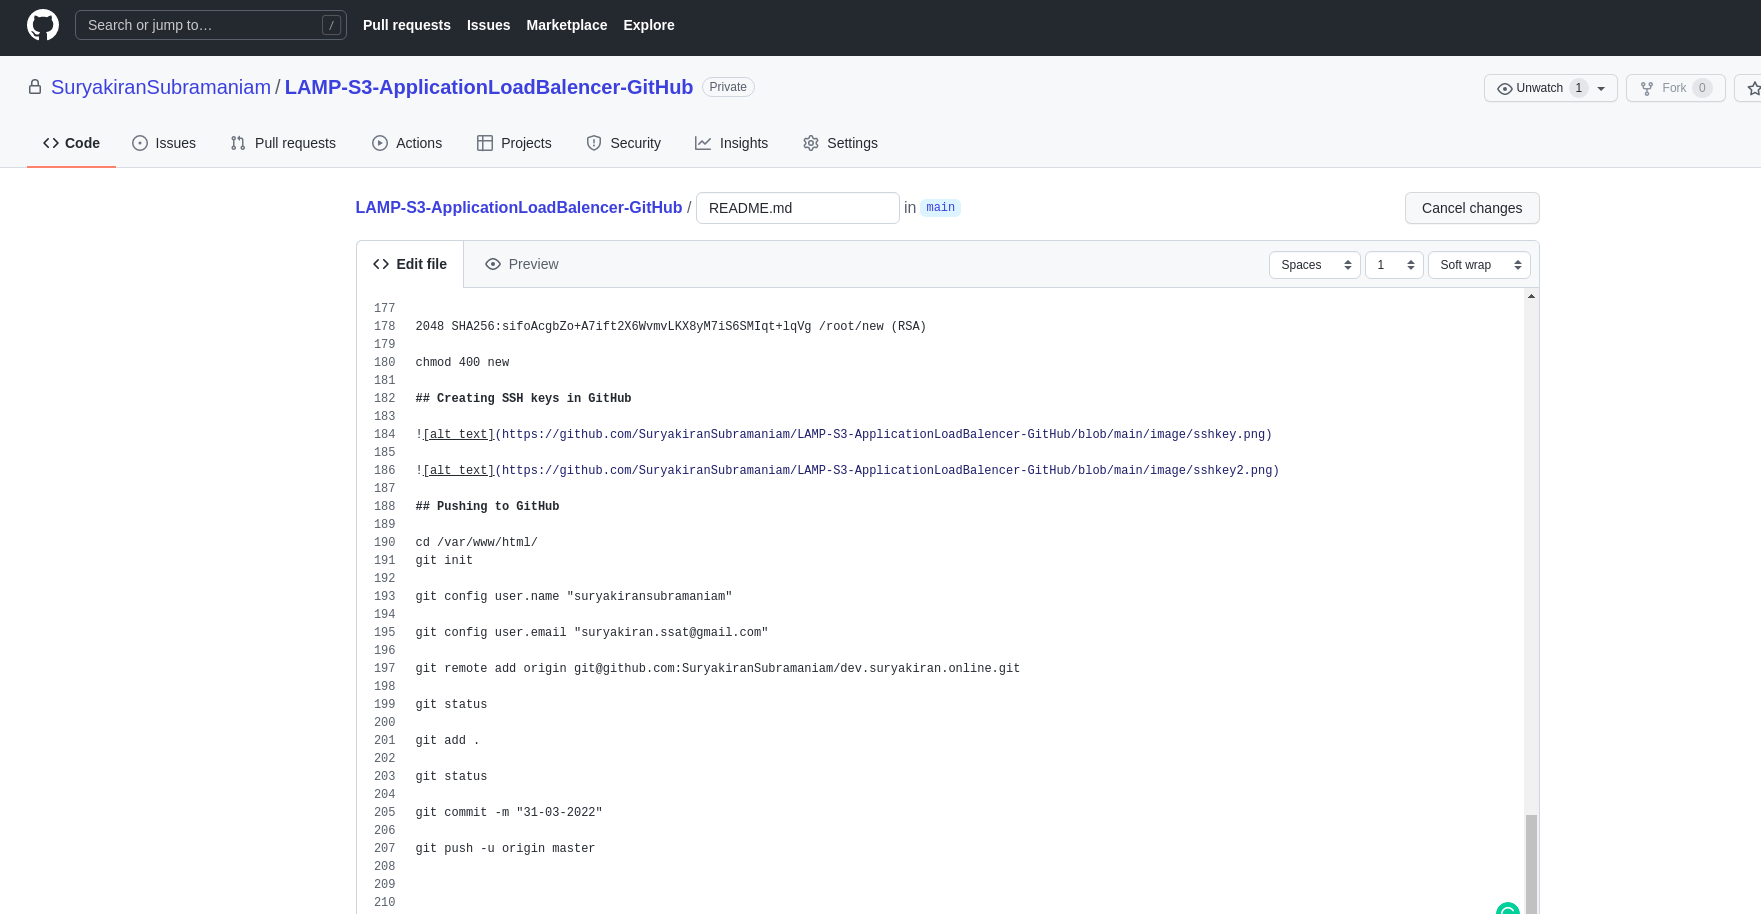 Search or jump to… /
Pull requests Issues Marketplace Explore
SuryakiranSubramaniam / LAMP-S3-ApplicationLoadBalencer-GitHub Private
Unwatch 1 Fork 0
Code Issues Pull requests Actions Projects Security Insights Settings
LAMP-S3-ApplicationLoadBalencer-GitHub / README.md in main
Cancel changes
Edit file Preview
Spaces 1 Soft wrap
177
178 2048 SHA256:sifoAcgbZo+A7ift2X6WvmvLKX8yM7iS6SMIqt+lqVg /root/new (RSA)
179
180 chmod 400 new
181
182 ## Creating SSH keys in GitHub
183
184 ![alt text](https://github.com/SuryakiranSubramaniam/LAMP-S3-ApplicationLoadBalencer-GitHub/blob/main/image/sshkey.png)
185
186 ![alt text](https://github.com/SuryakiranSubramaniam/LAMP-S3-ApplicationLoadBalencer-GitHub/blob/main/image/sshkey2.png)
187
188 ## Pushing to GitHub
189
190 cd /var/www/html/
191 git init
192
193 git config user.name "suryakiransubramaniam"
194
195 git config user.email "suryakiran.ssat@gmail.com"
196
197 git remote add origin git@github.com:SuryakiranSubramaniam/dev.suryakiran.online.git
198
199 git status
200
201 git add .
202
203 git status
204
205 git commit -m "31-03-2022"
206
207 git push -u origin master
208
209
210